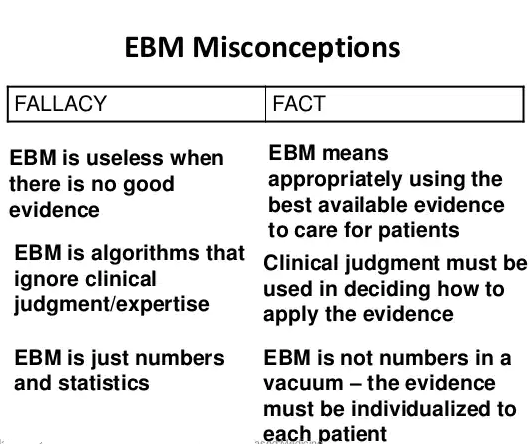 EBM Misconceptions
FALLACY
FACT
EBM is useless when
there is no good
evidence
EBM means
appropriately using the
best available evidence
to care for patients
EBM is algorithms that
ignore clinical
judgment/expertise
Clinical judgment must be
used in deciding how to
apply the evidence
EBM is just numbers
and statistics
EBM is not numbers in a
vacuum – the evidence
must be individualized to
each patient